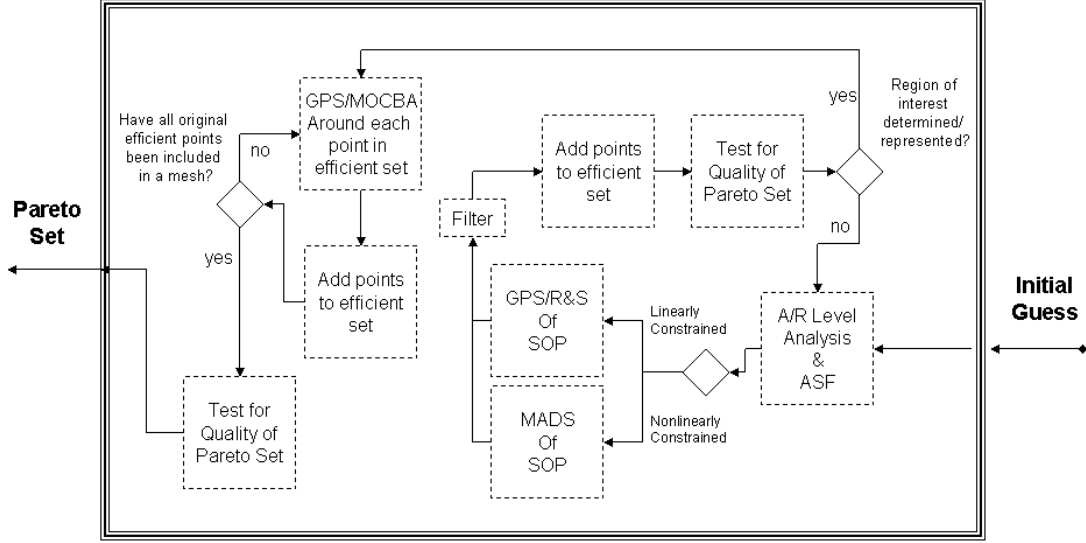 Have all original
efficient points
been included
in a mesh?
no
yes
GPS/MOCBA
Around each
point in
efficient set
Add points
to efficient
set
Test for
Quality of
Pareto Set
Pareto
Set
Filter
Add points
to efficient
set
Test for
Quality of
Pareto Set
yes
Region of
interest
determined/
represented?
no
GPS/R&S
Of
SOP
MADS
Of
SOP
Linearly
Constrained
Nonlinearly
Constrained
A/R Level
Analysis
&
ASF
Initial
Guess